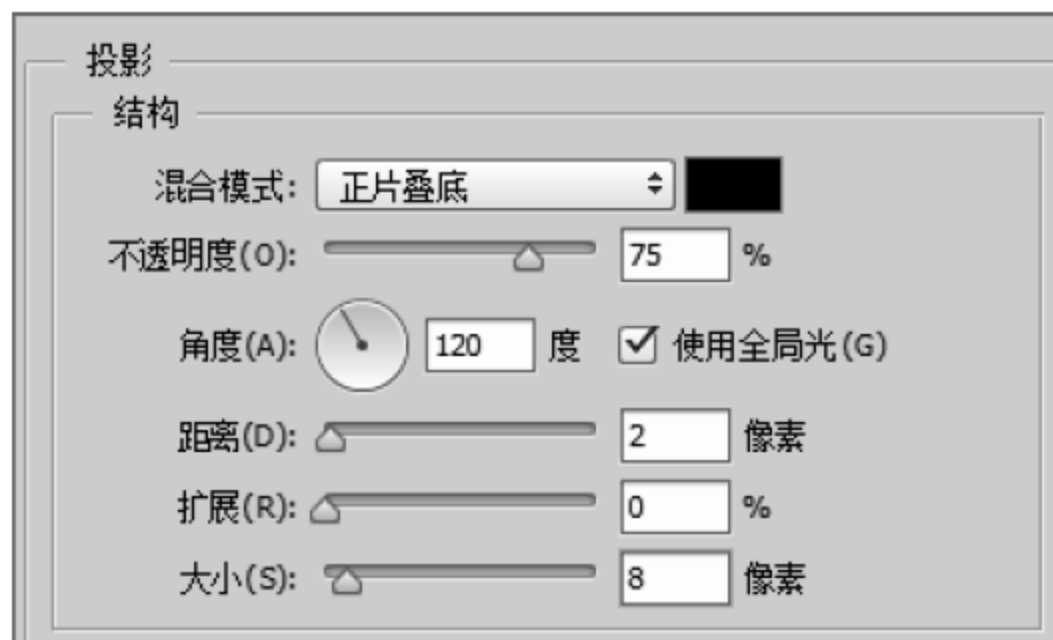 投影
结构
混合模式: 正片叠底
不透明度(O): 75 %
角度(A): 120 度 使用全局光(G)
距离(D): 2 像素
扩展(R): 0 %
大小(S): 8 像素